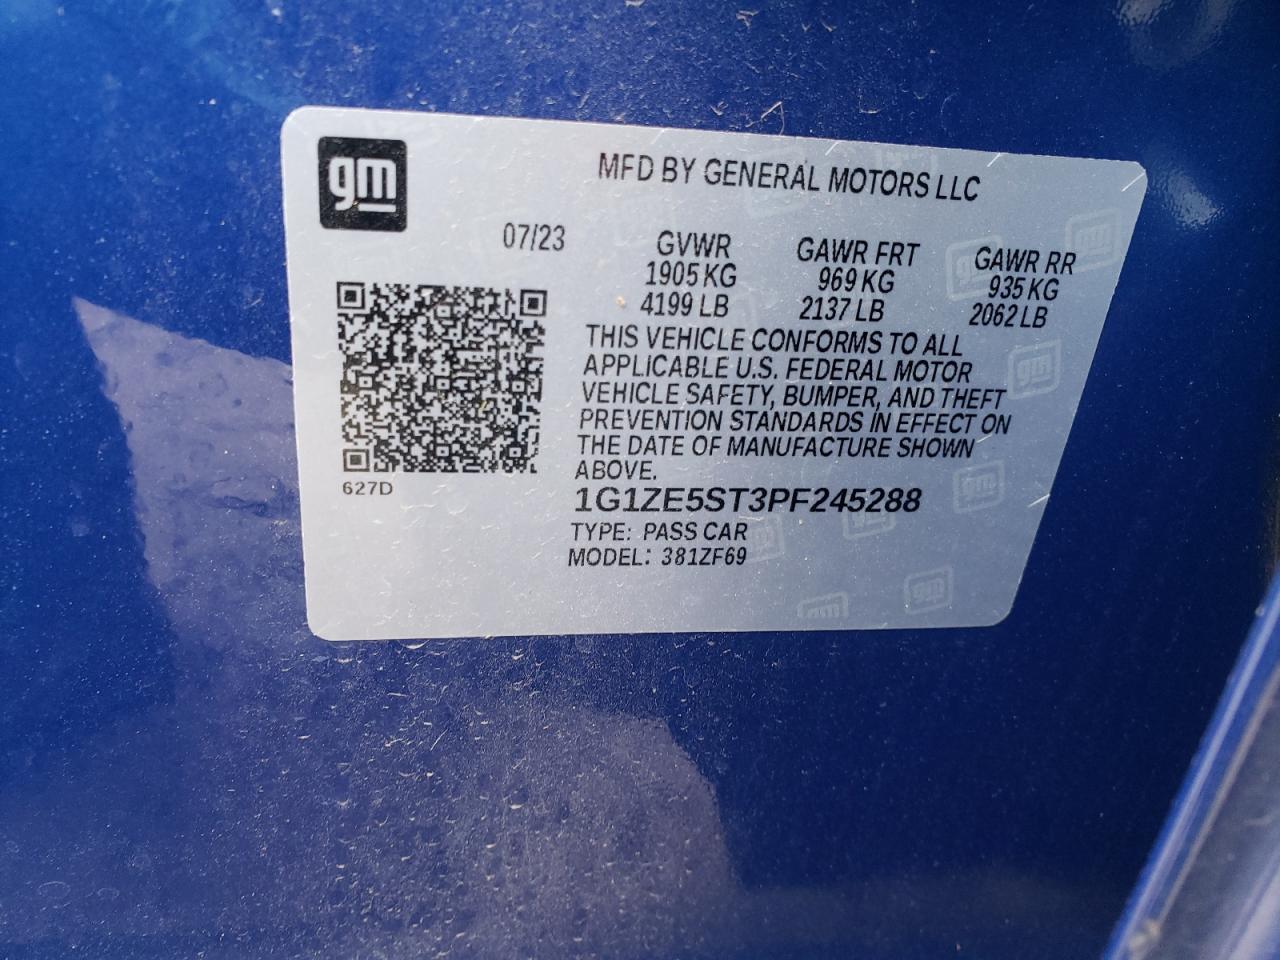 gm
MFD BY GENERAL MOTORS LLC
07/23
GVWR GAWR FRT GAWR RR
1905 KG 969 KG 935 KG
4199 LB 2137 LB 2062 LB
THIS VEHICLE CONFORMS TO ALL
APPLICABLE U.S. FEDERAL MOTOR
VEHICLE SAFETY, BUMPER, AND THEFT
PREVENTION STANDARDS IN EFFECT ON
THE DATE OF MANUFACTURE SHOWN
ABOVE.
627D
1G1ZE5ST3PF245288
TYPE: PASS CAR
MODEL: 381ZF69